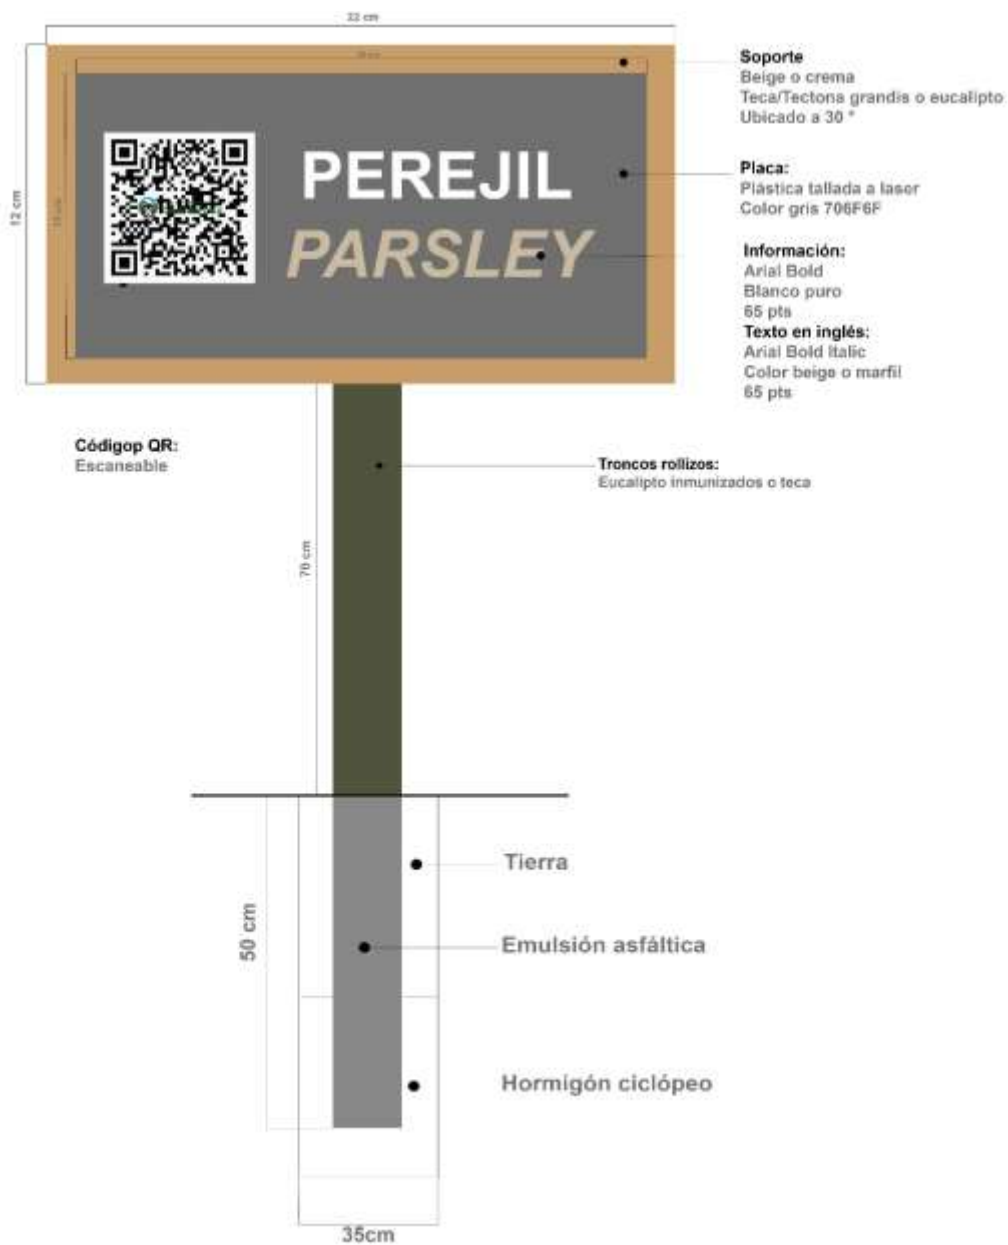 22 cm
12 cm
PEREJIL
PARSLEY
Soporte
Beige o crema
Teca/Tectona grandis o eucalipto
Ubicado a 30 °
Placa:
Plástica tallada a laser
Color gris 706F6F
Información:
Arial Bold
Blanco puro
65 pts
Texto en inglés:
Arial Bold Italic
Color beige o marfil
65 pts
Códigop QR:
Escaneable
Troncos rollizos:
Eucalipto inmunizados o teca
70 cm
Tierra
50 cm
Emulsión asfáltica
Hormigón ciclópeo
35cm